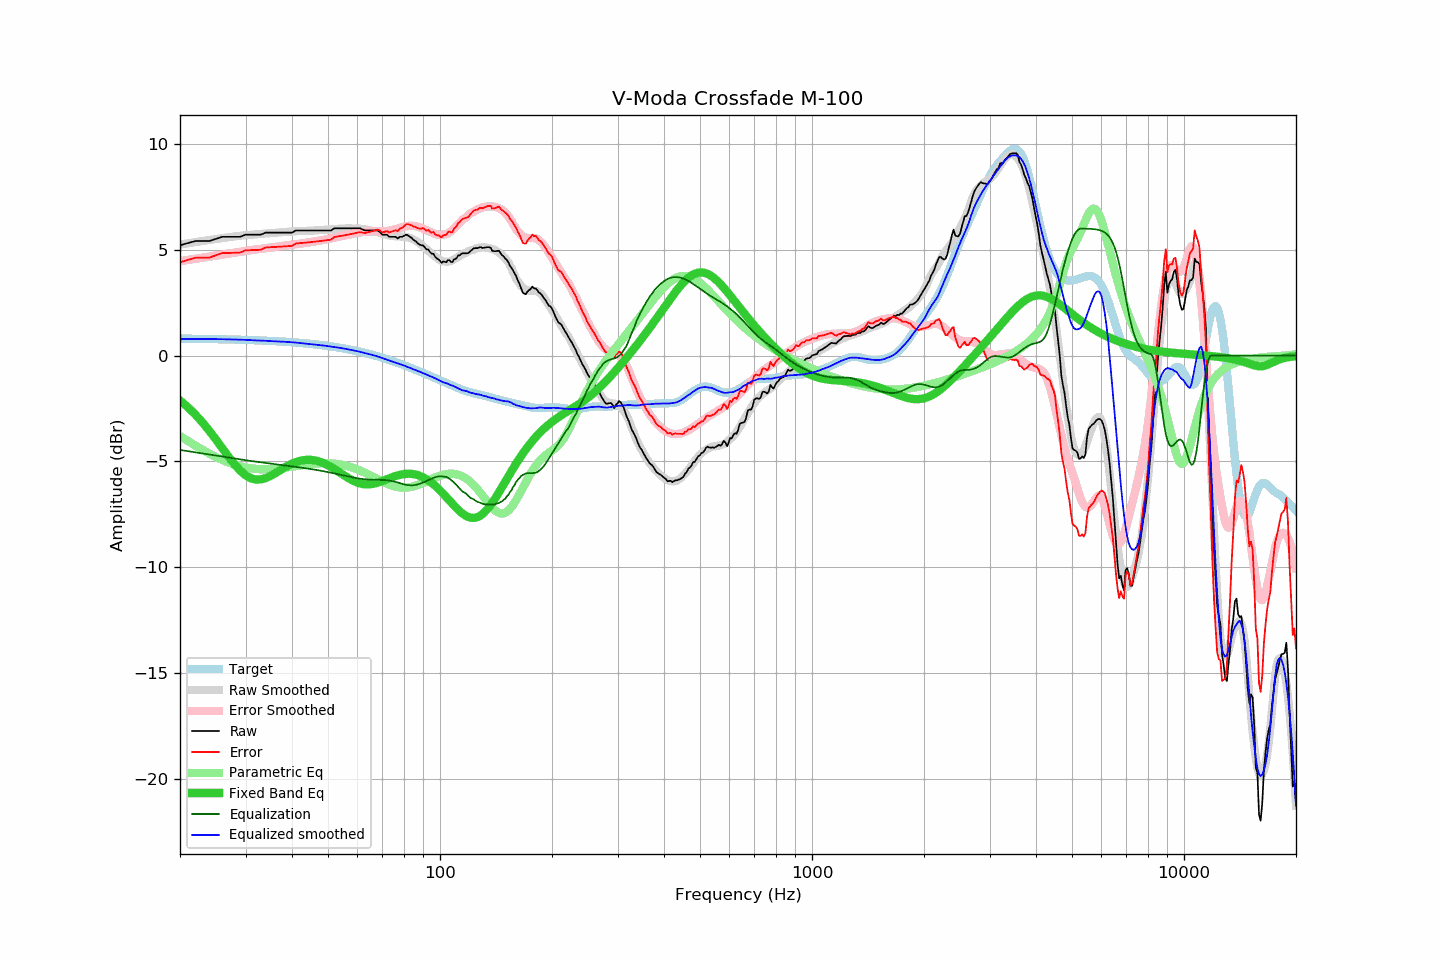 V-Moda Crossfade M-100
Amplitude (dBr)
10
5
0
−5
−10
−15
−20
Target
Raw Smoothed
Error Smoothed
Raw
Error
Parametric Eq
Fixed Band Eq
Equalization
Equalized smoothed
100 1000 10000
Frequency (Hz)